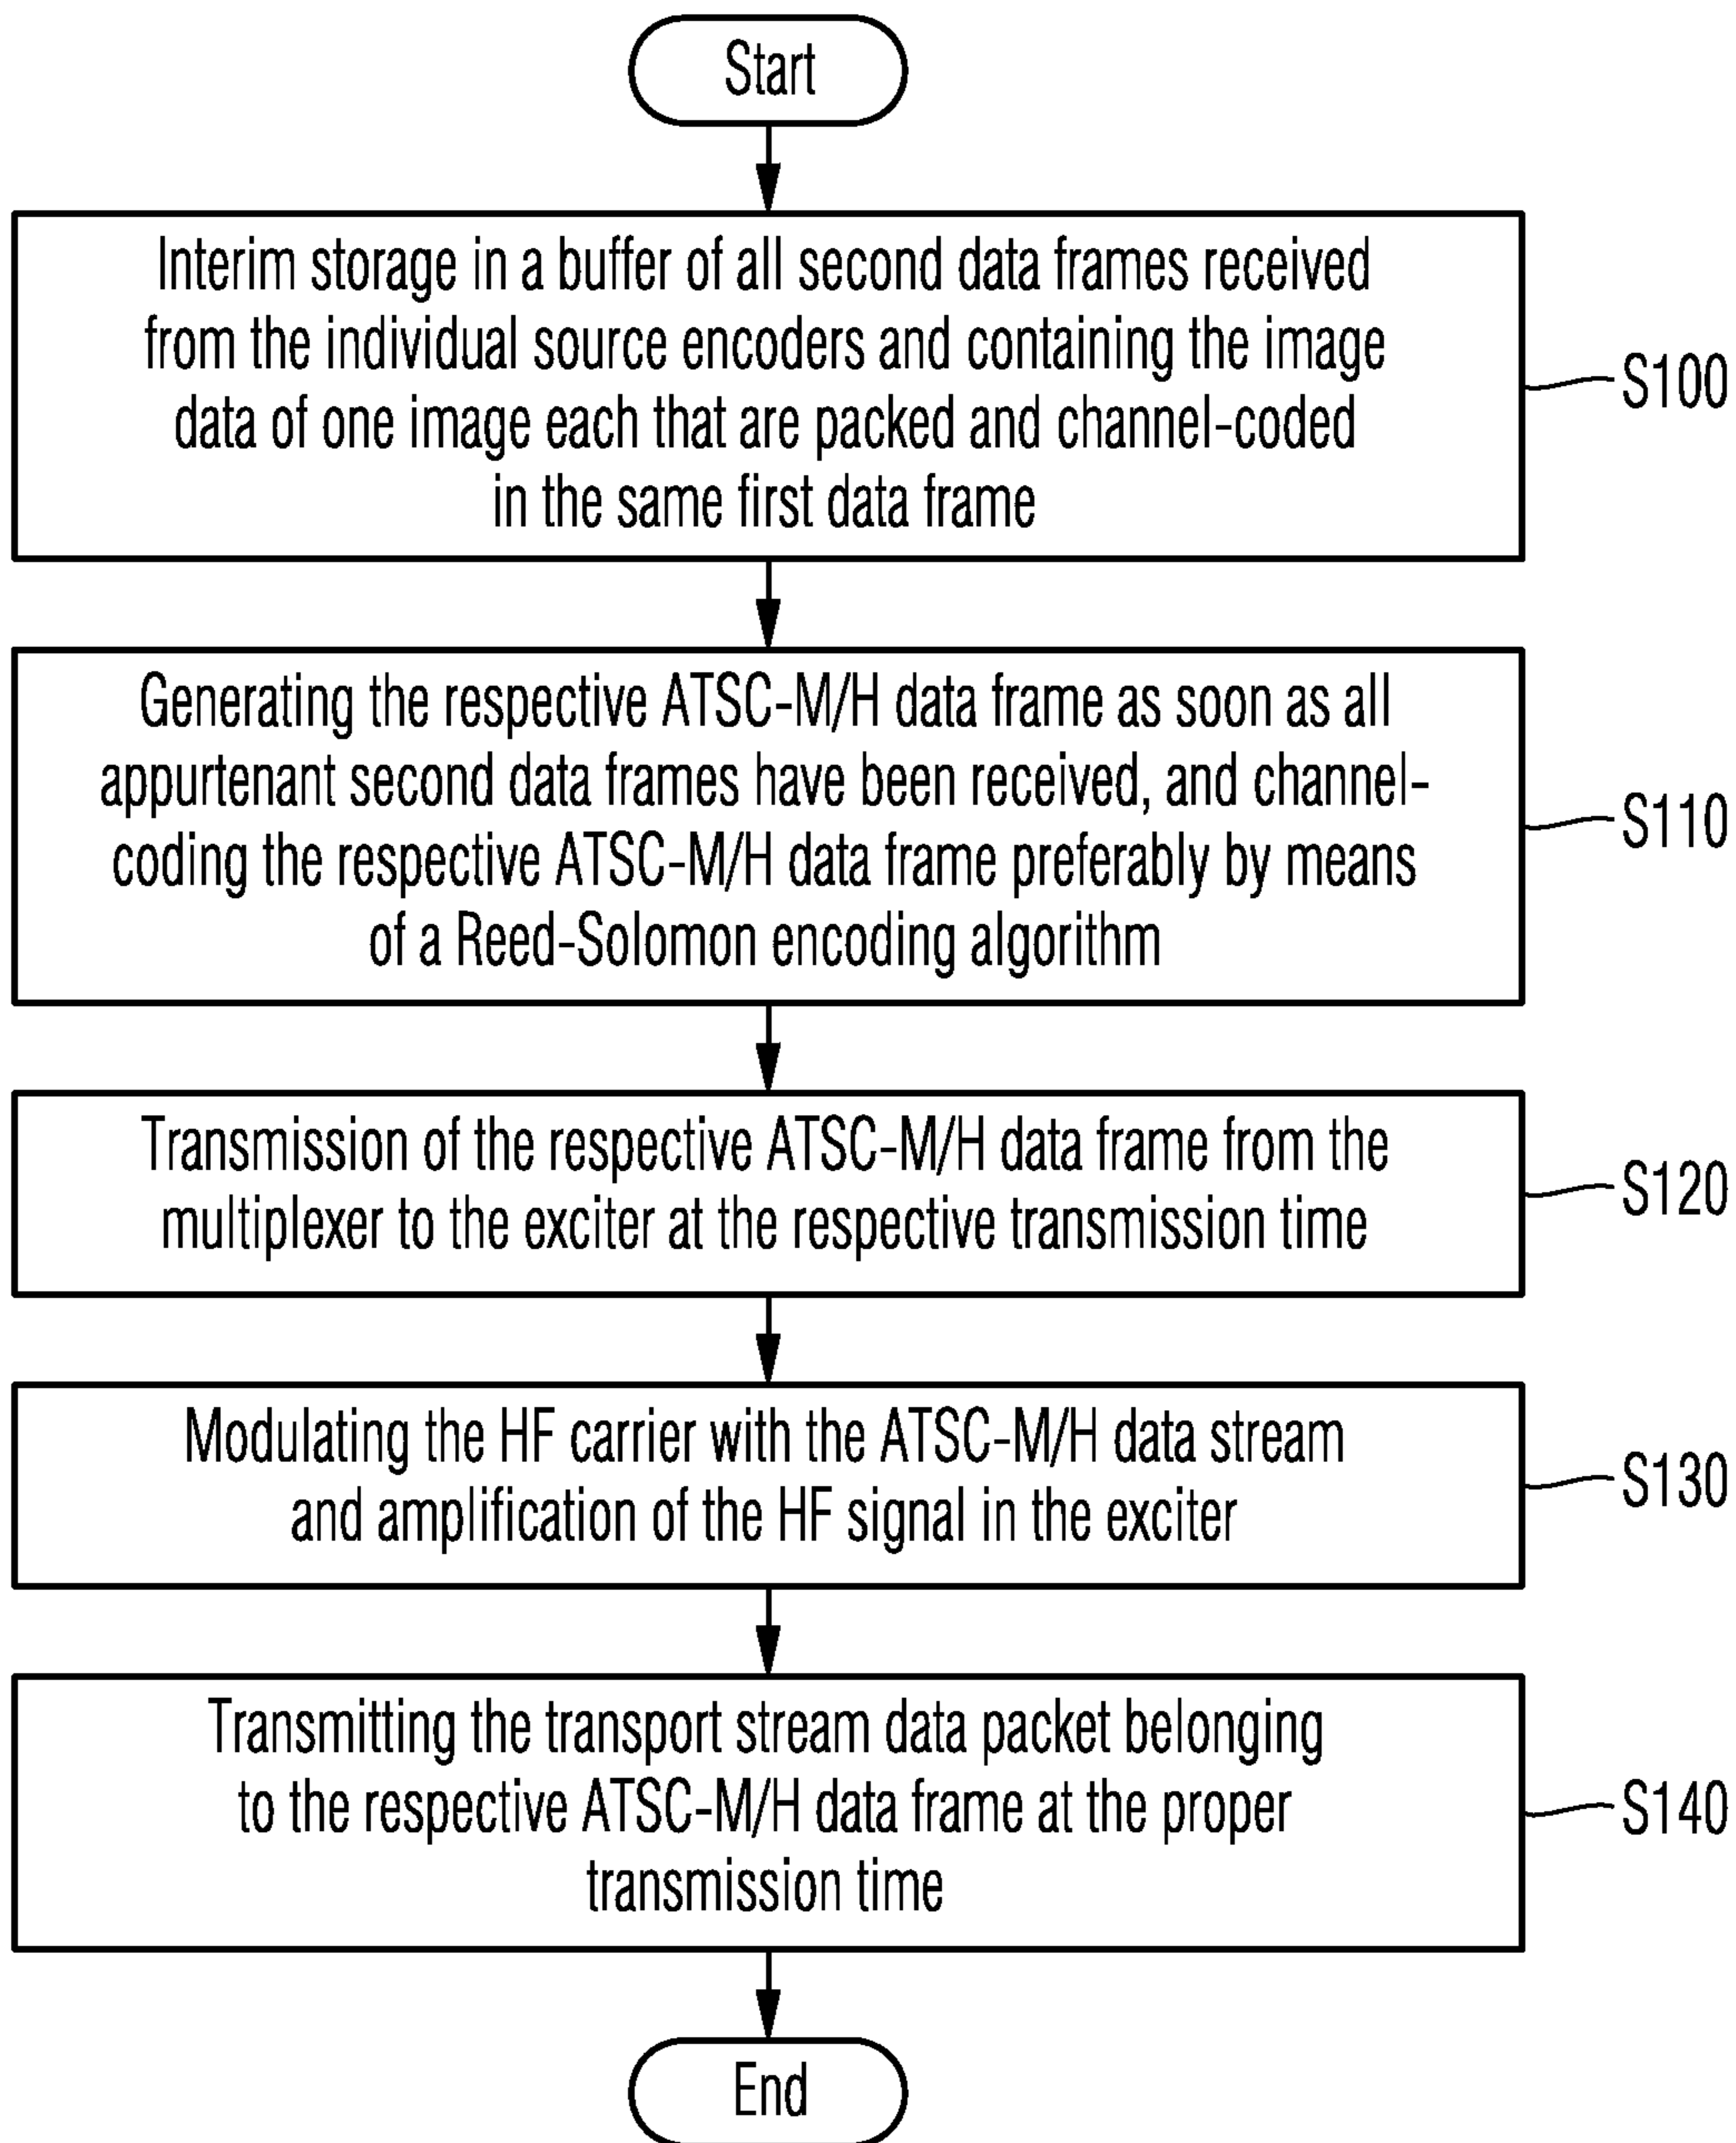 Start
Interim storage in a buffer of all second data frames received
from the individual source encoders and containing the image
data of one image each that are packed and channel-coded
in the same first data frame
S100
Generating the respective ATSC-M/H data frame as soon as all
appurtenant second data frames have been received, and channel-
coding the respective ATSC-M/H data frame preferably by means
of a Reed-Solomon encoding algorithm
S110
Transmission of the respective ATSC-M/H data frame from the
multiplexer to the exciter at the respective transmission time
S120
Modulating the HF carrier with the ATSC-M/H data stream
and amplification of the HF signal in the exciter
S130
Transmitting the transport stream data packet belonging
to the respective ATSC-M/H data frame at the proper
transmission time
S140
End